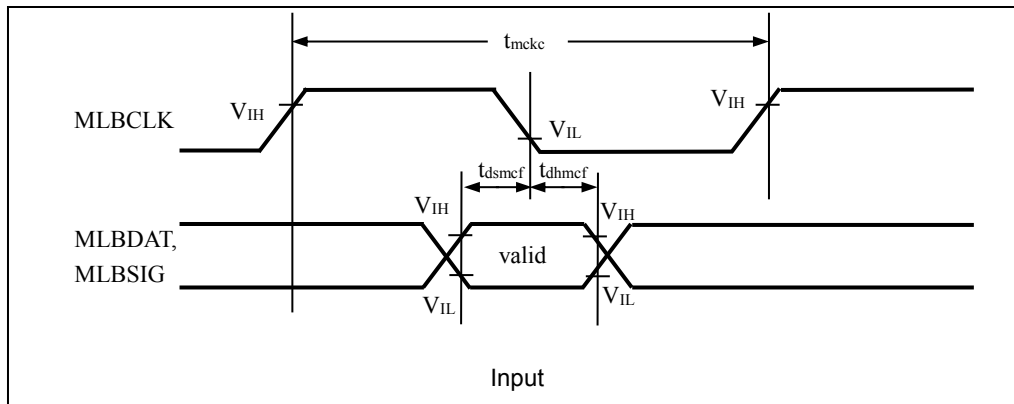 tmckc
MLBCLK
VIH
VIL
VIH
tdsmcf
tdhmcf
MLBDAT,
MLBSIG
VIH
VIL
valid
VIH
VIL
Input